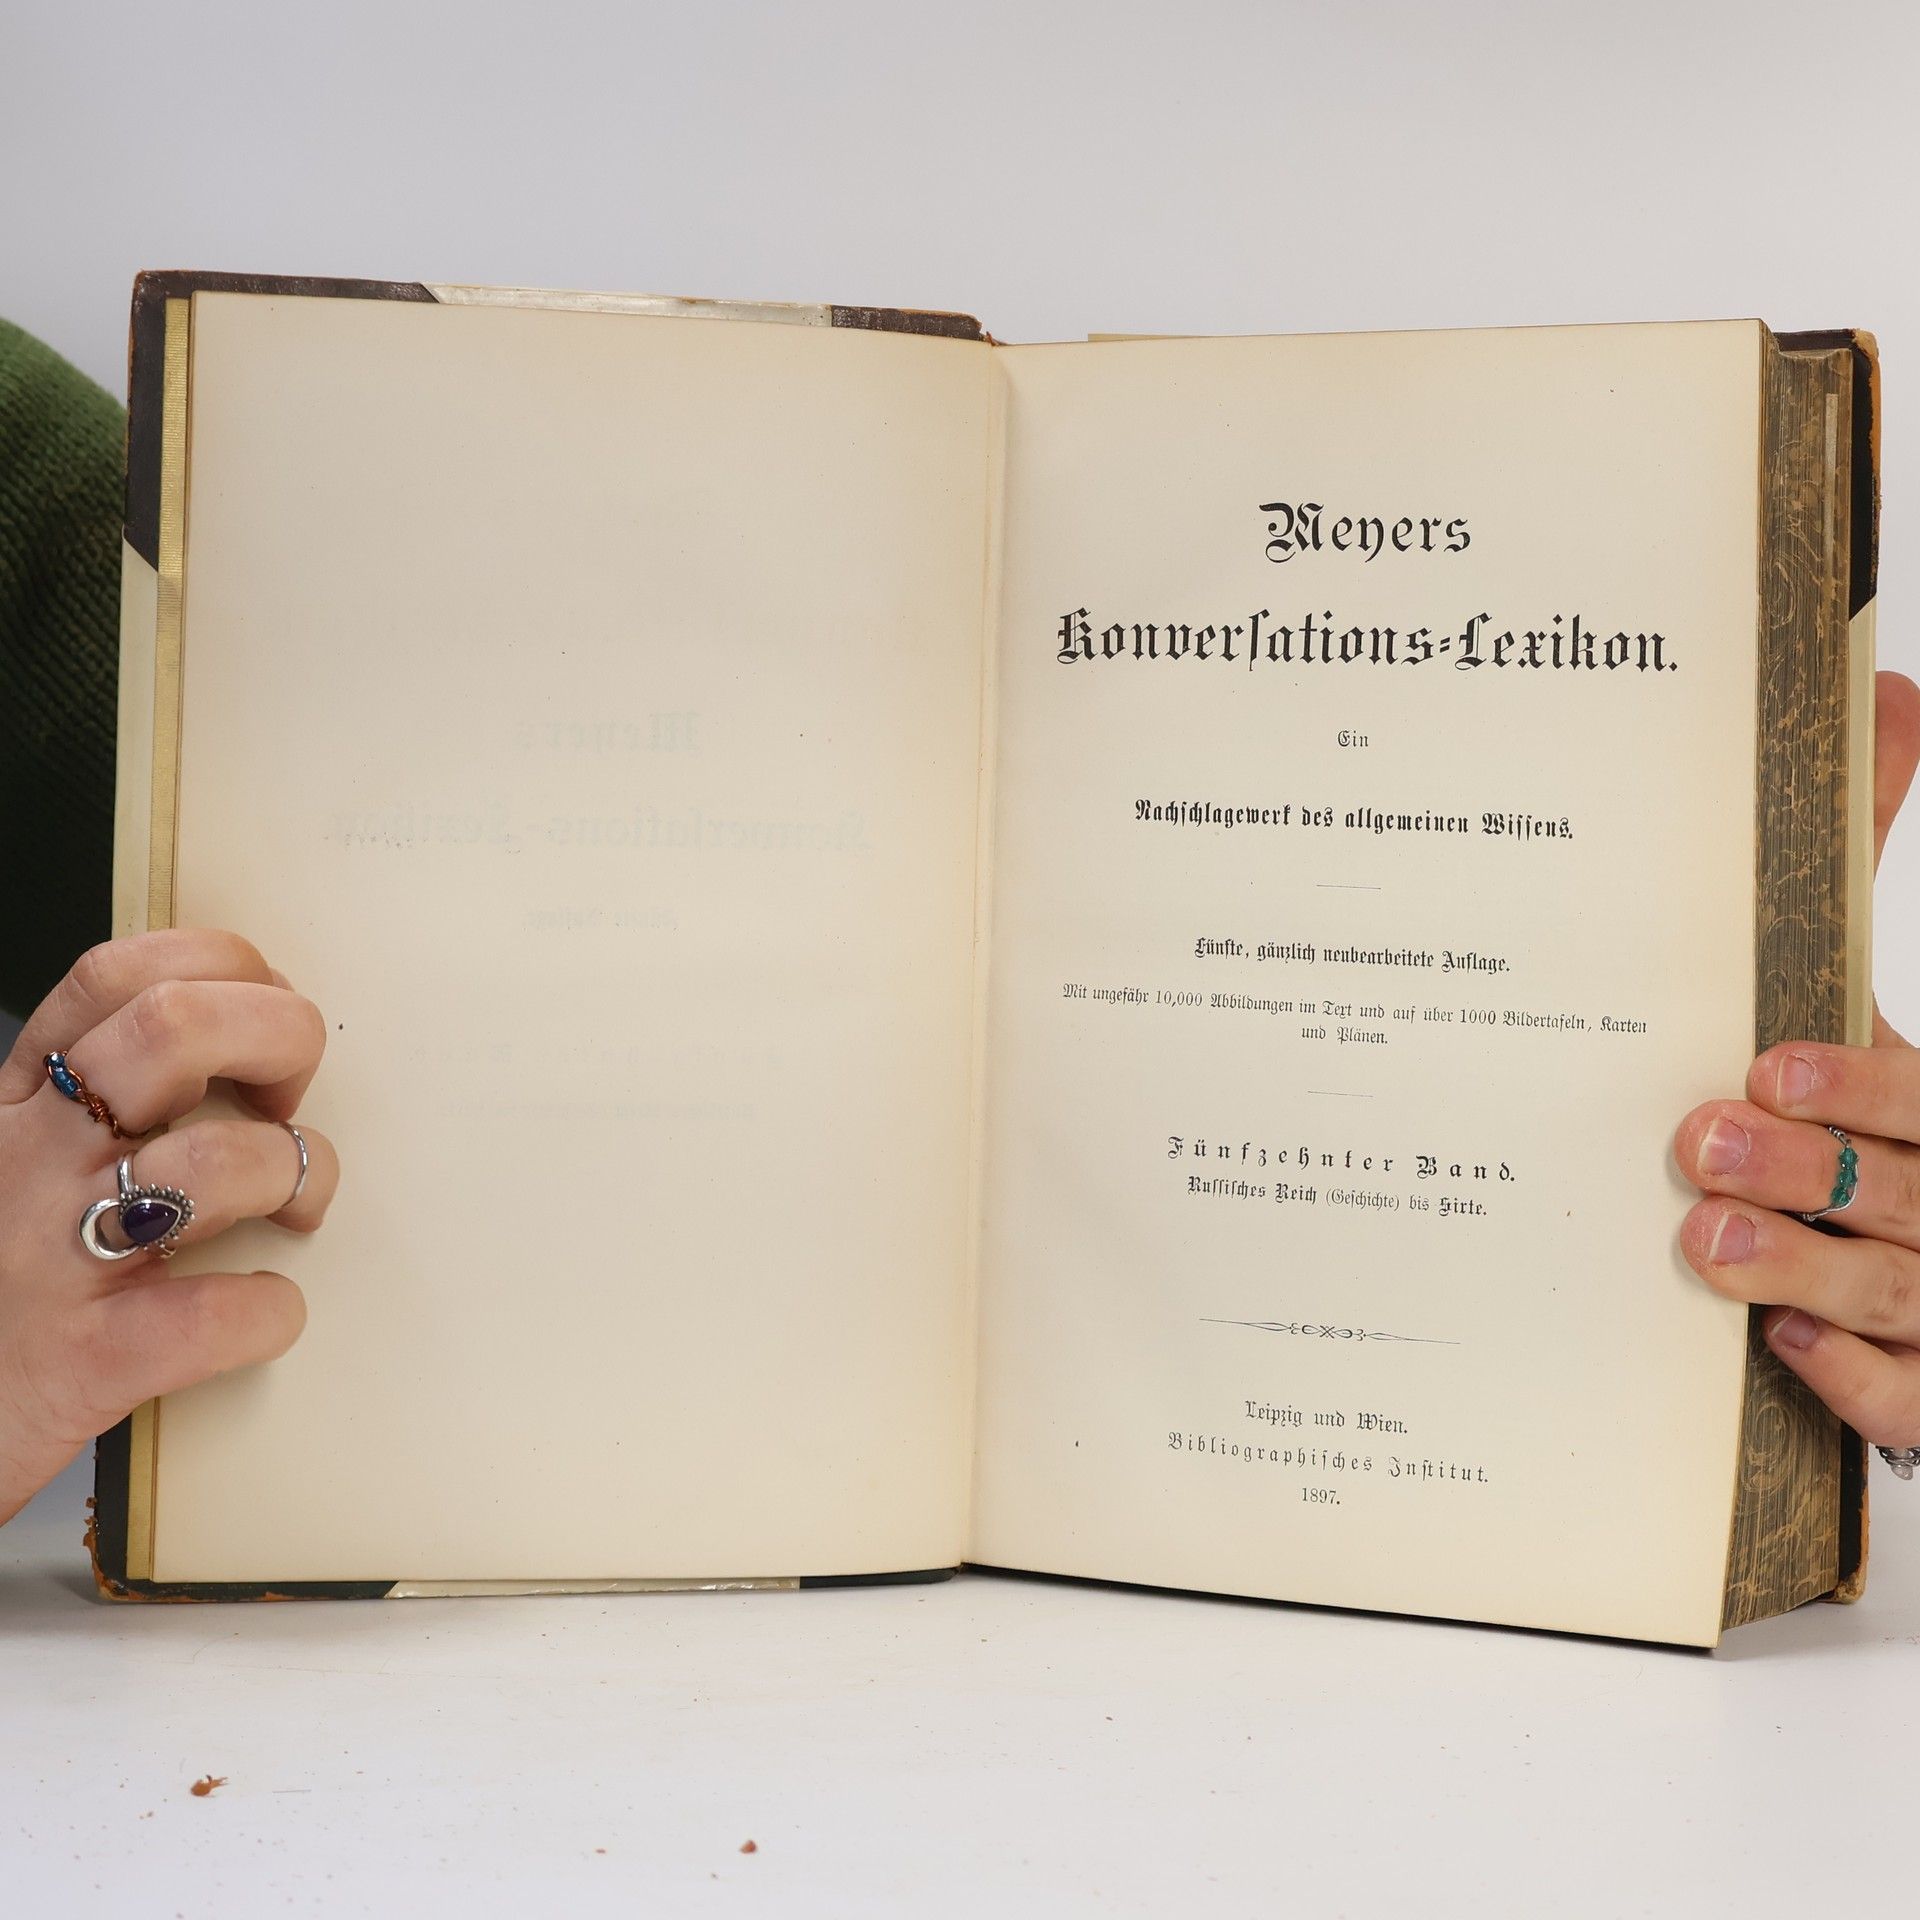 Meyers
Konverſations-Lexikon.
Ein
Nachſchlagewerk des allgemeinen Wiſſens.
Fünfte, gänzlich neubearbeitete Auflage.
Mit ungefähr 10,000 Abbildungen im Text und auf über 1000 Bildertafeln, Karten
und Plänen.
Fünfzehnter Band.
Ruſſiſches Reich (Geſchichte) bis Sirte.
Leipzig und Wien.
Bibliographiſches Inſtitut.
1897.